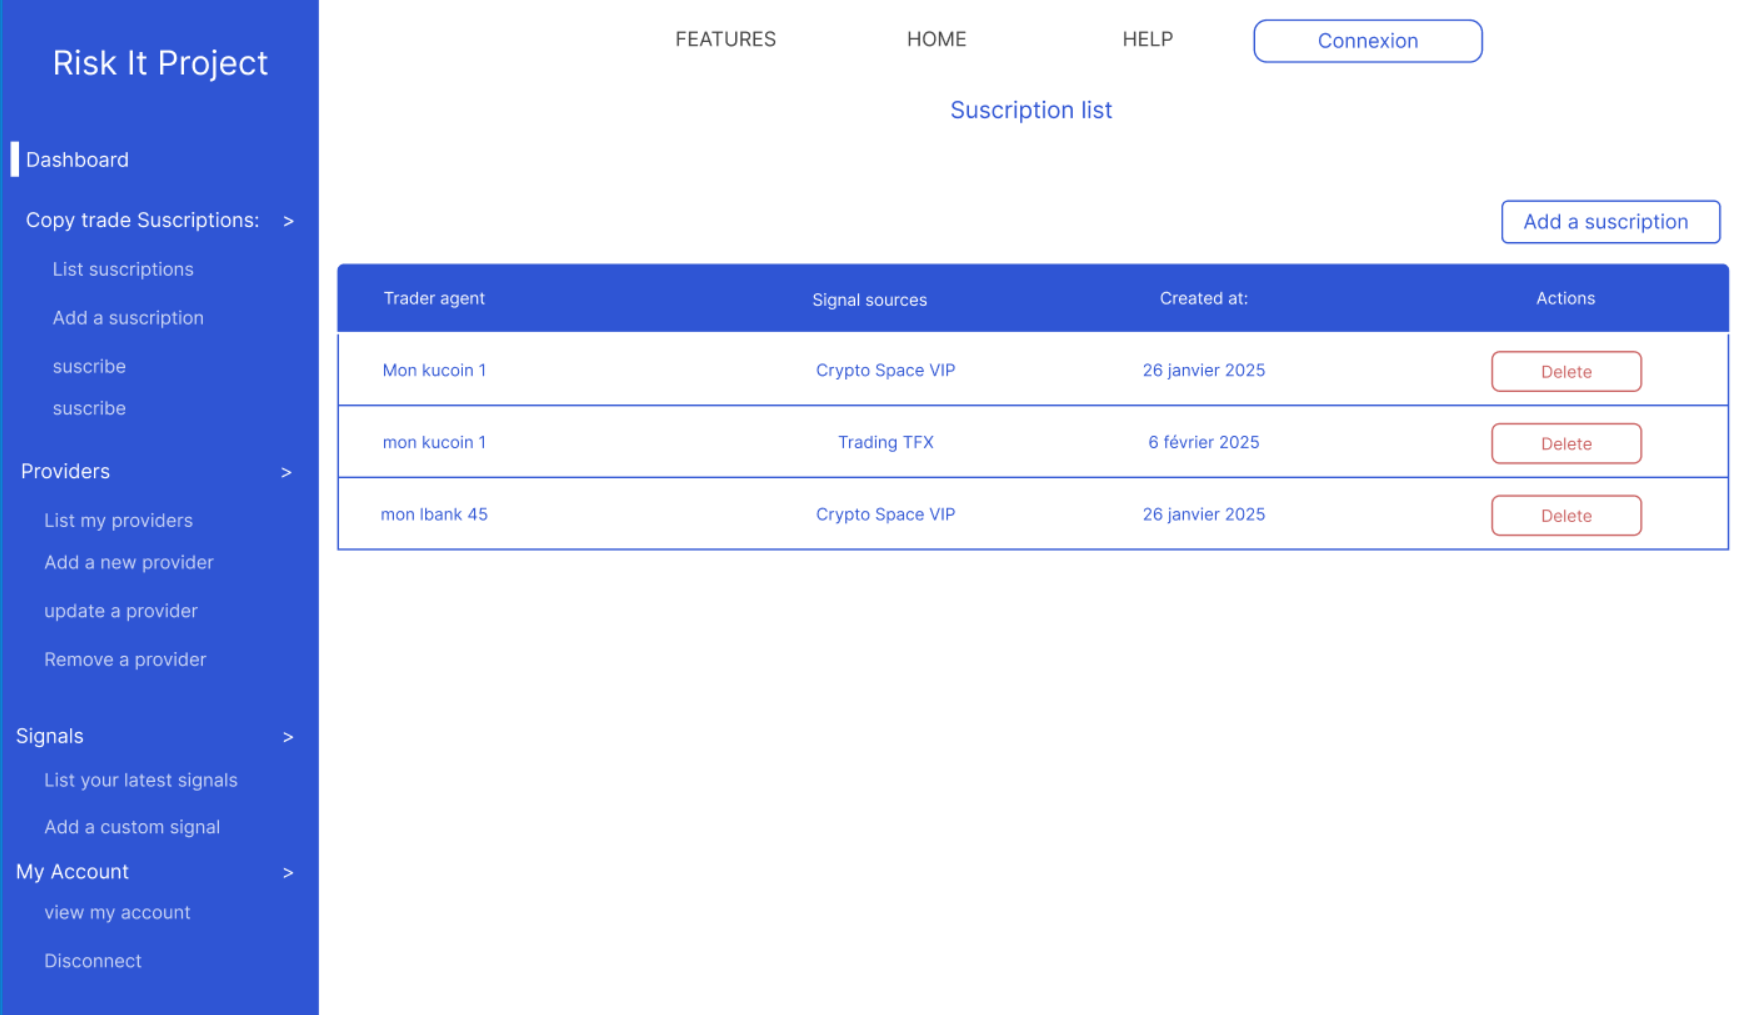 Risk It Project
Dashboard
Copy trade Suscriptions: >
List suscriptions
Add a suscription
suscribe
suscribe
Providers >
List my providers
Add a new provider
update a provider
Remove a provider
Signals >
List your latest signals
Add a custom signal
My Account >
view my account
Disconnect
FEATURES HOME HELP Connexion
Suscription list
Add a suscription
Trader agent Signal sources Created at: Actions
Mon kucoin 1 Crypto Space VIP 26 janvier 2025 Delete
mon kucoin 1 Trading TFX 6 février 2025 Delete
mon Ibank 45 Crypto Space VIP 26 janvier 2025 Delete